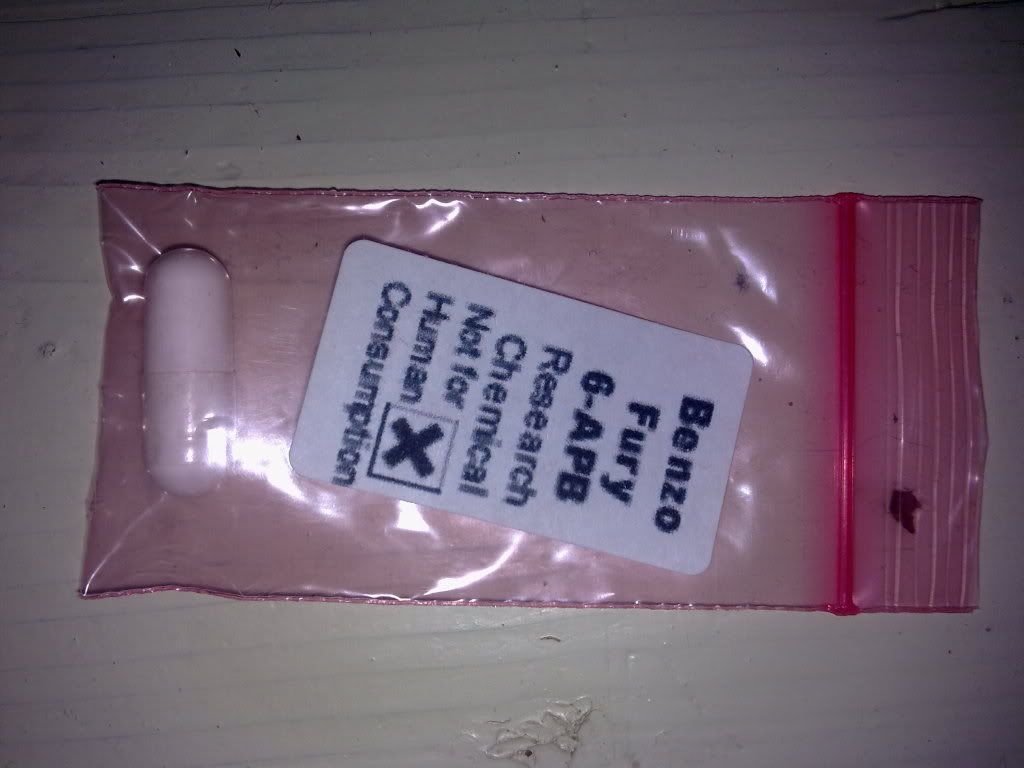 Benzo
Fury
6-APB
Research
Chemical
Not for
Human
Consumption